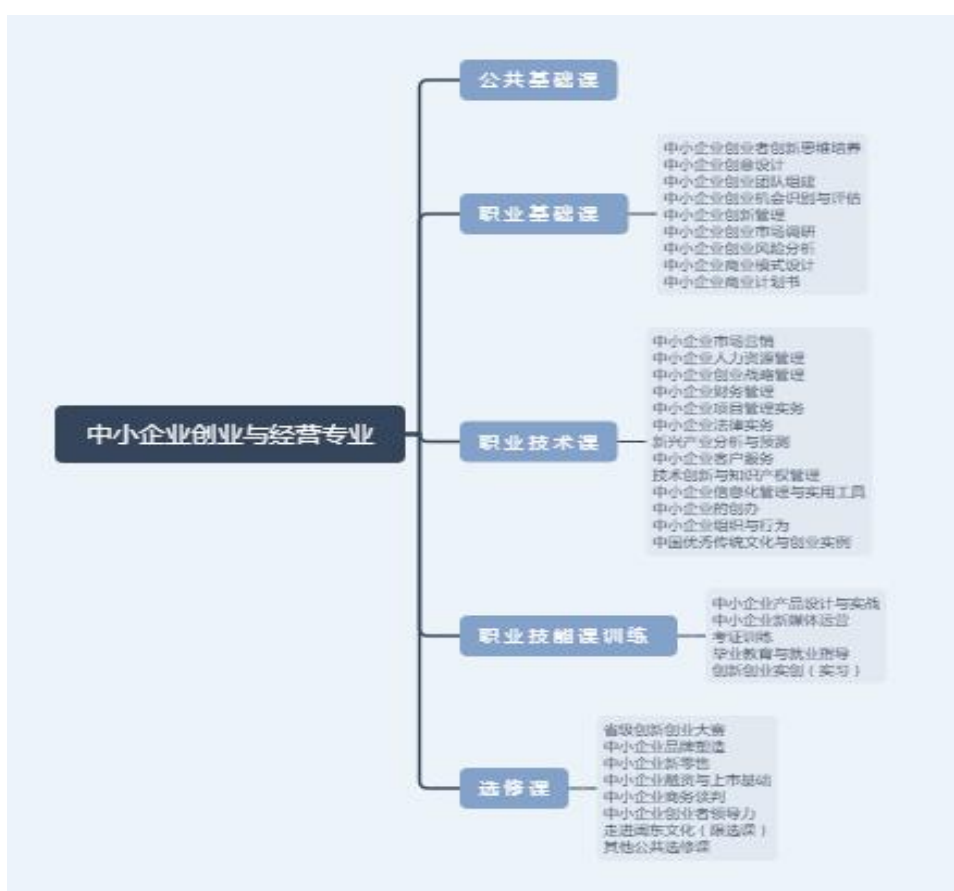 公共基础课
中小企业创业者创新思维培养
中小企业创意设计
中小企业创业团队组建
中小企业创业机会识别与评估
职业基础课
中小企业创新管理
中小企业创业市场调研
中小企业创业风险分析
中小企业商业模式设计
中小企业商业计划书
中小企业创业与经营专业
中小企业市场营销
中小企业人力资源管理
中小企业创业战略管理
中小企业财务管理
中小企业项目管理实务
中小企业法律实务
职业技术课
新兴产业分析与预测
中小企业客户服务
技术创新与知识产权管理
中小企业信息化管理与实用工具
中小企业的创办
中小企业组织与行为
中国优秀传统文化与创业实例
职业技能课训练
中小企业产品设计与实战
中小企业新媒体运营
考证训练
毕业教育与就业指导
创新创业实创（实习）
选修课
省级创新创业大赛
中小企业品牌塑造
中小企业新零售
中小企业融资与上市基础
中小企业商务谈判
中小企业创业者领导力
走进闽东文化（限选课）
其他公共选修课